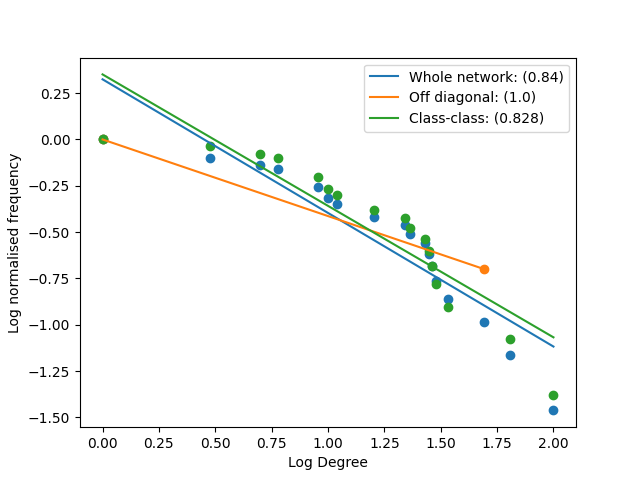 Whole network: (0.84)
Off diagonal: (1.0)
Class-class: (0.828)
Log normalised frequency
0.25
0.00
−0.25
−0.50
−0.75
−1.00
−1.25
−1.50
0.00 0.25 0.50 0.75 1.00 1.25 1.50 1.75 2.00
Log Degree